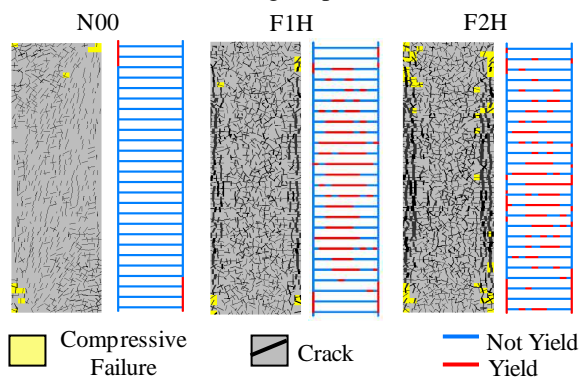 N00 F1H F2H
Compressive Failure
Crack
Not Yield
Yield